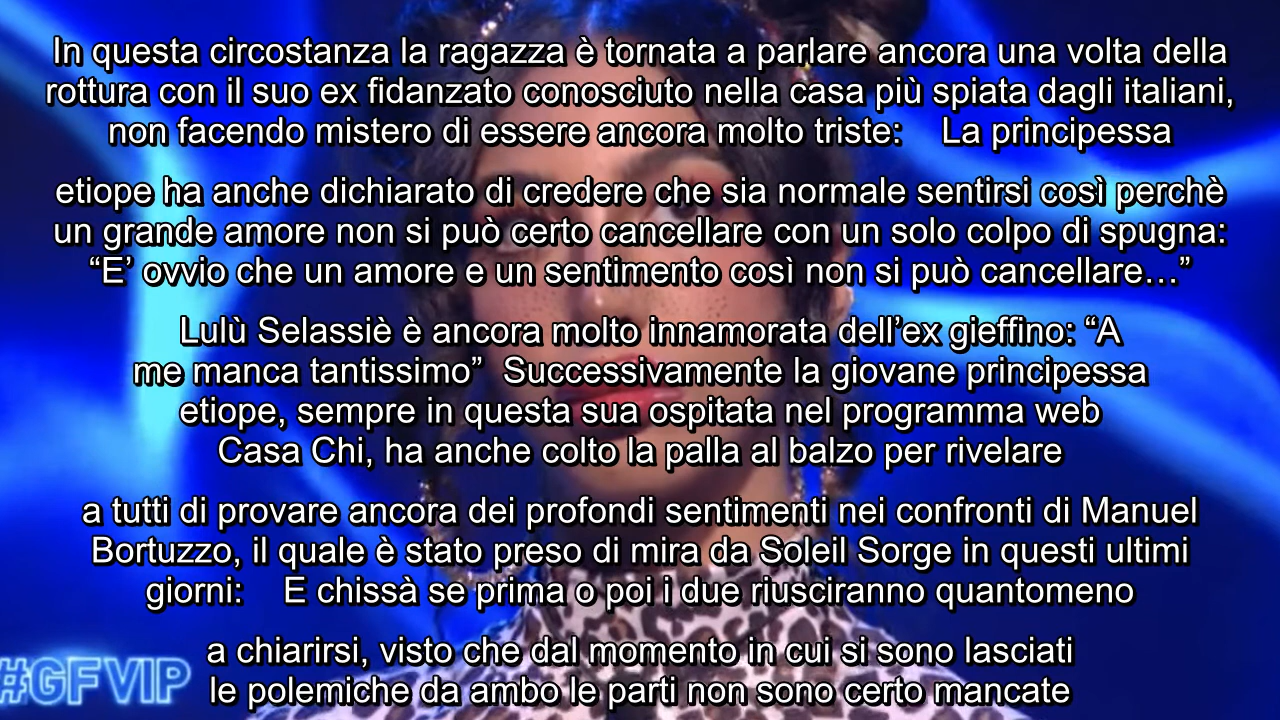 In questa circostanza la ragazza è tornata a parlare ancora una volta della
rottura con il suo ex fidanzato conosciuto nella casa più spiata dagli italiani,
non facendo mistero di essere ancora molto triste:    La principessa
etiope ha anche dichiarato di credere che sia normale sentirsi così perchè
un grande amore non si può certo cancellare con un solo colpo di spugna:
“E’ ovvio che un amore e un sentimento così non si può cancellare…”
Lulù Selassiè è ancora molto innamorata dell’ex gieffino: “A
me manca tantissimo”  Successivamente la giovane principessa
etiope, sempre in questa sua ospitata nel programma web
Casa Chi, ha anche colto la palla al balzo per rivelare
a tutti di provare ancora dei profondi sentimenti nei confronti di Manuel
Bortuzzo, il quale è stato preso di mira da Soleil Sorge in questi ultimi
giorni:    E chissà se prima o poi i due riusciranno quantomeno
a chiarirsi, visto che dal momento in cui si sono lasciati
le polemiche da ambo le parti non sono certo mancate
#GFVIP